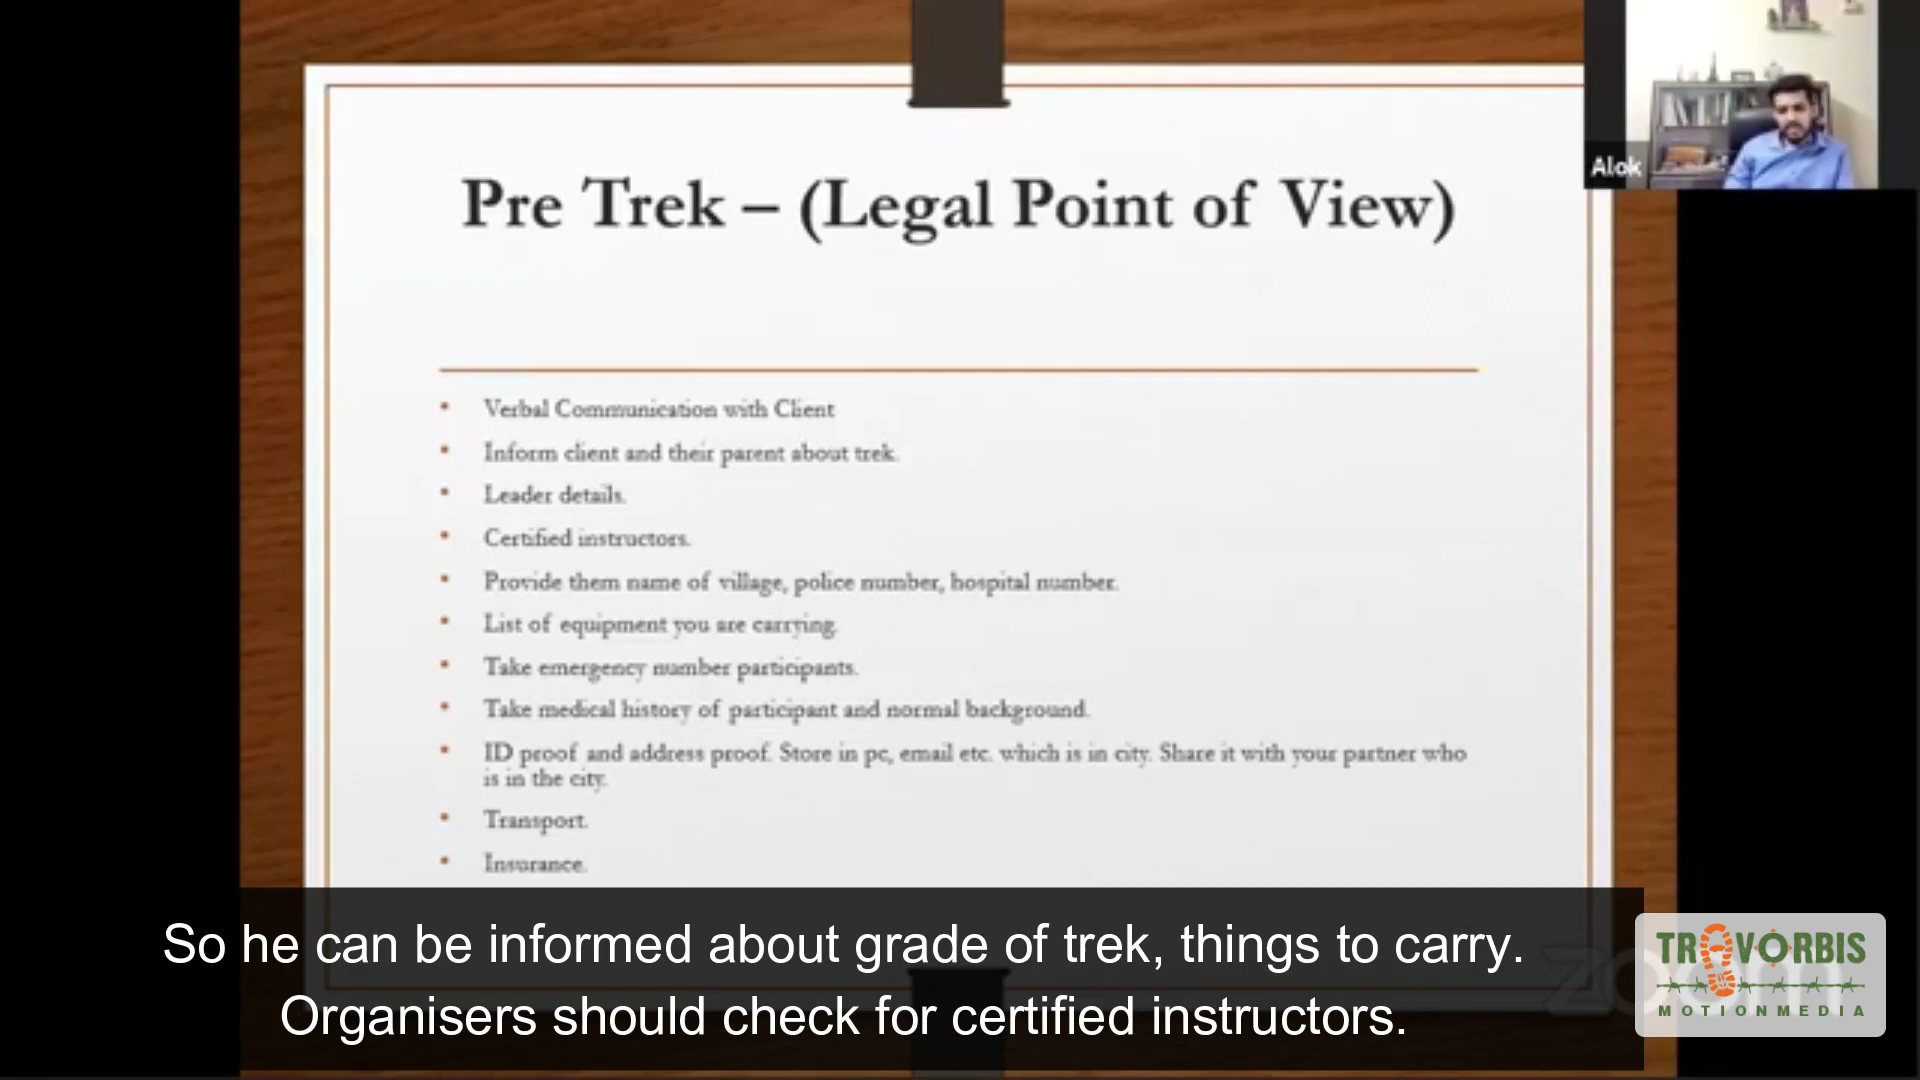 Alok
Pre Trek – (Legal Point of View)
• Verbal Communication with Client
• Inform client and their parent about trek.
• Leader details.
• Certified instructors.
• Provide them name of village, police number, hospital number.
• List of equipment you are carrying.
• Take emergency number participants.
• Take medical history of participant and normal background.
• ID proof and address proof. Store in pc, email etc. which is in city. Share it with your partner who
is in the city.
• Transport.
• Insurance.
So he can be informed about grade of trek, things to carry.
Organisers should check for certified instructors.
zoom
TREVORBIS
MOTIONMEDIA